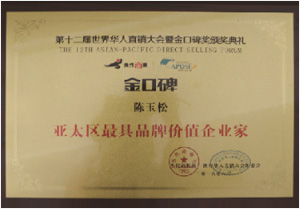 第十二届世界华人直销大会暨金口碑奖颁奖典礼
THE 12TH ASIAN-PACIFIC DIRECT SELLING FORUM
APDSF
金口碑
陈玉松
亚太区最具品牌价值企业家